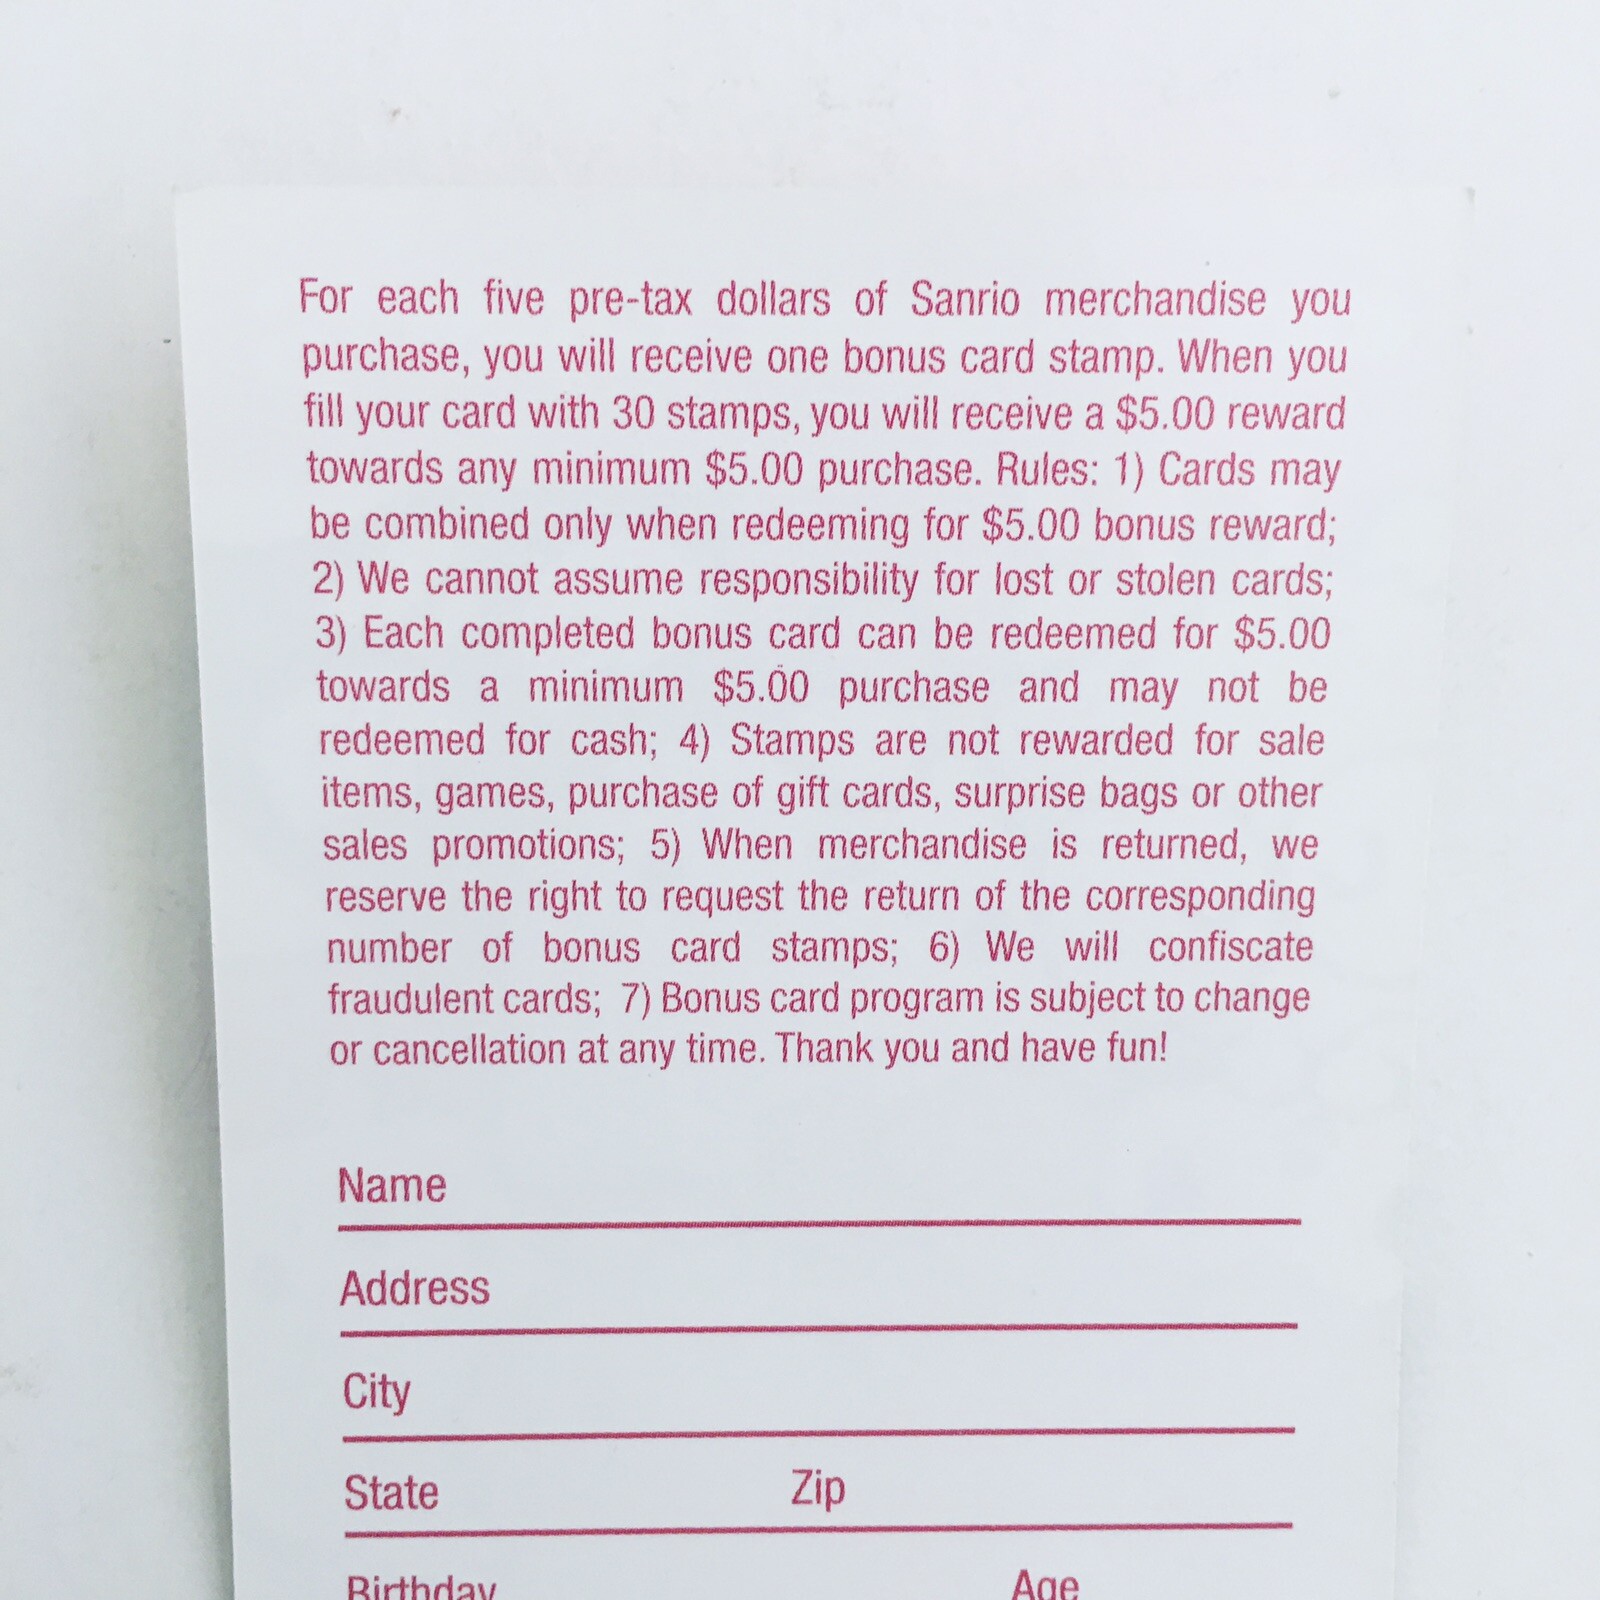 For each five pre-tax dollars of Sanrio merchandise you
purchase, you will receive one bonus card stamp. When you
fill your card with 30 stamps, you will receive a $5.00 reward
towards any minimum $5.00 purchase. Rules: 1) Cards may
be combined only when redeeming for $5.00 bonus reward;
2) We cannot assume responsibility for lost or stolen cards;
3) Each completed bonus card can be redeemed for $5.00
towards a minimum $5.00 purchase and may not be
redeemed for cash; 4) Stamps are not rewarded for sale
items, games, purchase of gift cards, surprise bags or other
sales promotions; 5) When merchandise is returned, we
reserve the right to request the return of the corresponding
number of bonus card stamps; 6) We will confiscate
fraudulent cards; 7) Bonus card program is subject to change
or cancellation at any time. Thank you and have fun!
Name
Address
City
State Zip
Birthday Age